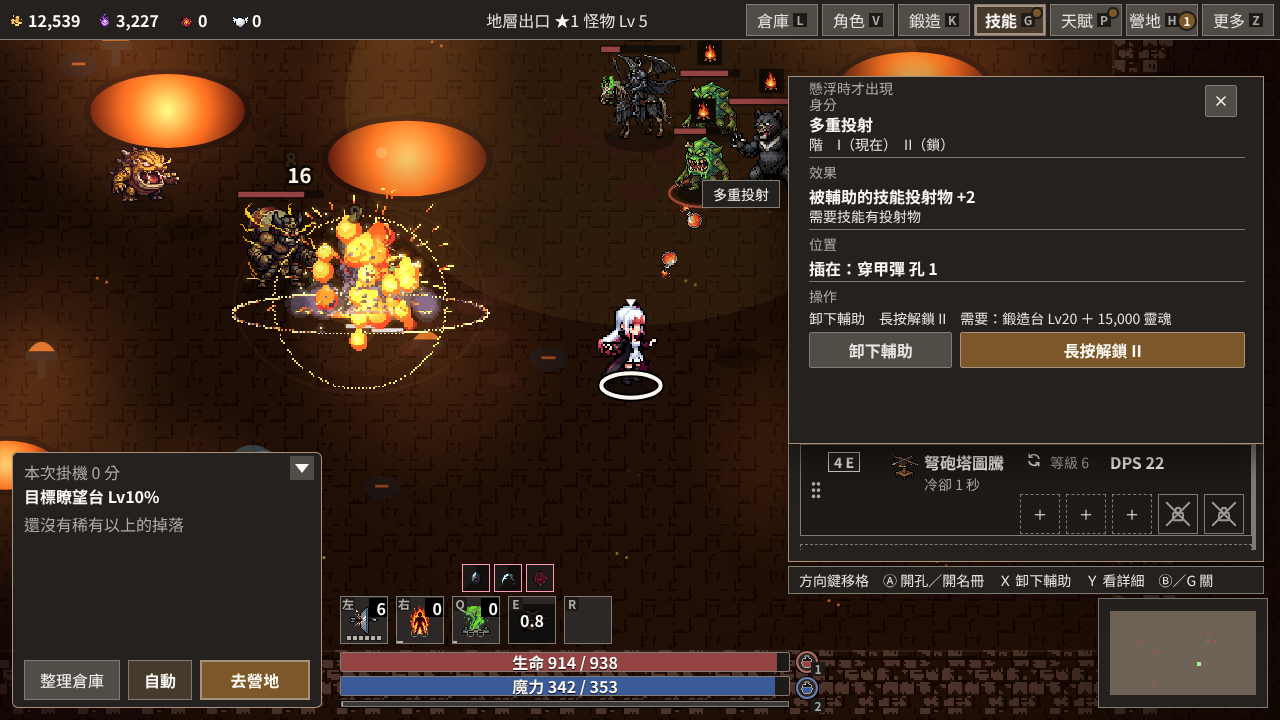 12,539 3,227 0 0
地層出口 ★1 怪物 Lv 5
倉庫 L 角色 V 鍛造 K 技能 G 天賦 P 營地 H 1 更多 Z
懸浮時才出現
身分
多重投射
階 I（現在） II（鎖）
效果
被輔助的技能投射物 +2
需要技能有投射物
位置
插在：穿甲彈 孔 1
操作
卸下輔助 長按解鎖 II 需要：鍛造台 Lv20 ＋ 15,000 靈魂
卸下輔助 長按解鎖 II
×
多重投射
8
16
9
4 E 弩砲塔圖騰 等級 6 DPS 22
冷卻 1 秒
+ + +
方向鍵移格 Ⓐ 開孔／開名冊 X 卸下輔助 Y 看詳細 Ⓑ／G 關
本次掛機 0 分
目標瞭望台 Lv10%
還沒有稀有以上的掉落
整理倉庫 自動 去營地
左 6 右 0 Q 0 E 0.8 R
生命 914 / 938
魔力 342 / 353
1
2